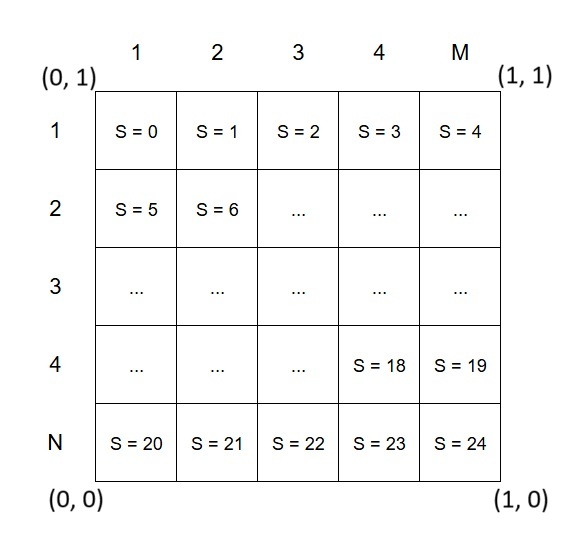 1 2 3 4 M
(0, 1) (1, 1)
1 S = 0 S = 1 S = 2 S = 3 S = 4
2 S = 5 S = 6 ... ... ...
3 ... ... ... ... ...
4 ... ... ... S = 18 S = 19
N S = 20 S = 21 S = 22 S = 23 S = 24
(0, 0) (1, 0)